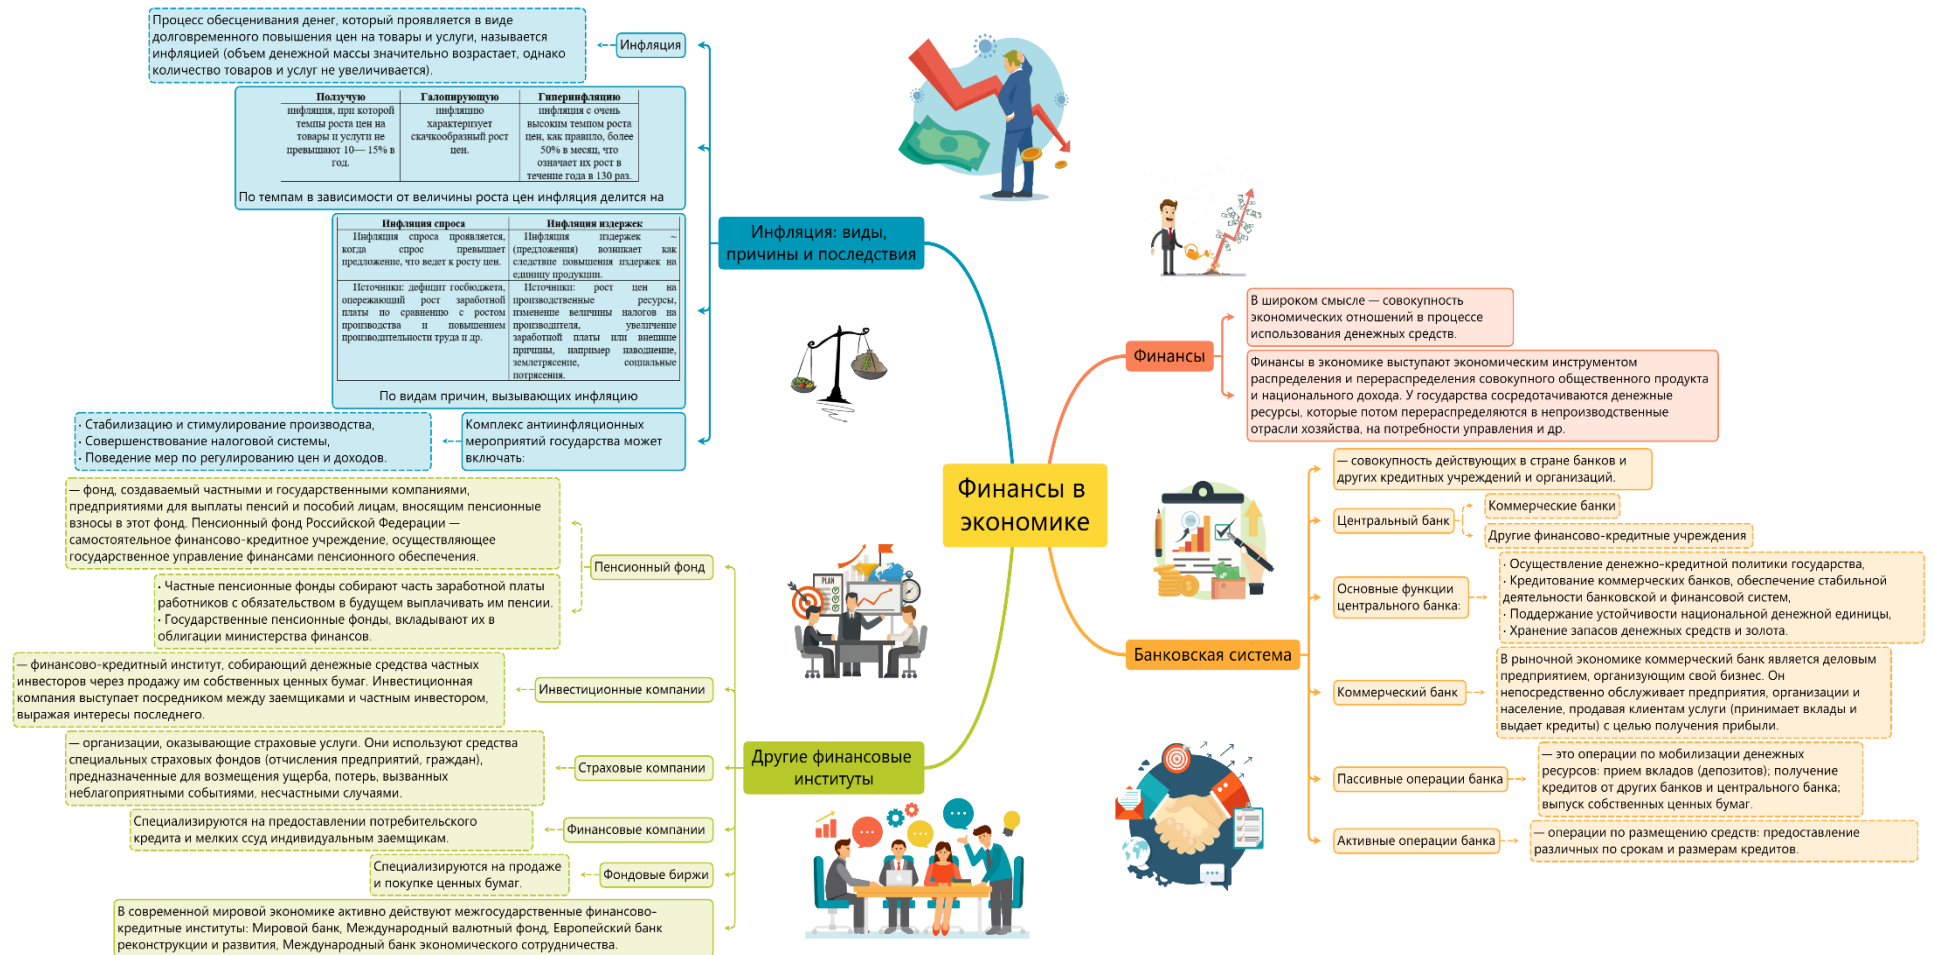 Финансы в
экономике
Инфляция: виды,
причины и последствия
Инфляция
Процесс обесценивания денег, который проявляется в виде
долговременного повышения цен на товары и услуги, называется
инфляцией (объем денежной массы значительно возрастает, однако
количество товаров и услуг не увеличивается).
Ползучую
инфляция, при которой
темпы роста цен на
товары и услуги не
превышают 10— 15% в
год.
Галопирующую
инфляцию
характеризует
скачкообразный рост
цен.
Гиперинфляцию
инфляция с очень
высоким темпом роста
цен, как правило, более
50% в месяц, что
означает их рост в
течение года в 130 раз.
По темпам в зависимости от величины роста цен инфляция делится на
Инфляция спроса
Инфляция спроса проявляется,
когда спрос превышает
предложение, что ведет к росту цен.
Источники: дефицит госбюджета,
опережающий рост заработной
платы по сравнению с ростом
производства и повышением
производительности труда и др.
Инфляция издержек
Инфляция издержек ~
(предложения) возникает как
следствие повышения издержек на
единицу продукции.
Источники: рост цен на
производственные ресурсы,
изменение величины налогов на
производителя, увеличение
заработной платы или внешние
причины, например наводнение,
землетрясение, социальные
потрясения.
По видам причин, вызывающих инфляцию
Комплекс антиинфляционных
мероприятий государства может
включать:
· Стабилизацию и стимулирование производства,
· Совершенствование налоговой системы,
· Поведение мер по регулированию цен и доходов.
Финансы
В широком смысле — совокупность
экономических отношений в процессе
использования денежных средств.
Финансы в экономике выступают экономическим инструментом
распределения и перераспределения совокупного общественного продукта
и национального дохода. У государства сосредотачиваются денежные
ресурсы, которые потом перераспределяются в непроизводственные
отрасли хозяйства, на потребности управления и др.
Банковская система
— совокупность действующих в стране банков и
других кредитных учреждений и организаций.
Центральный банк
Коммерческие банки
Другие финансово-кредитные учреждения
Основные функции
центрального банка:
· Осуществление денежно-кредитной политики государства,
· Кредитование коммерческих банков, обеспечение стабильной
деятельности банковской и финансовой систем,
· Поддержание устойчивости национальной денежной единицы,
· Хранение запасов денежных средств и золота.
Коммерческий банк
В рыночной экономике коммерческий банк является деловым
предприятием, организующим свой бизнес. Он
непосредственно обслуживает предприятия, организации и
население, продавая клиентам услуги (принимает вклады и
выдает кредиты) с целью получения прибыли.
Пассивные операции банка
— это операции по мобилизации денежных
ресурсов: прием вкладов (депозитов); получение
кредитов от других банков и центрального банка;
выпуск собственных ценных бумаг.
Активные операции банка
— операции по размещению средств: предоставление
различных по срокам и размерам кредитов.
Другие финансовые
институты
Пенсионный фонд
— фонд, создаваемый частными и государственными компаниями,
предприятиями для выплаты пенсий и пособий лицам, вносящим пенсионные
взносы в этот фонд. Пенсионный фонд Российской Федерации —
самостоятельное финансово-кредитное учреждение, осуществляющее
государственное управление финансами пенсионного обеспечения.
· Частные пенсионные фонды собирают часть заработной платы
работников с обязательством в будущем выплачивать им пенсии.
· Государственные пенсионные фонды, вкладывают их в
облигации министерства финансов.
Инвестиционные компании
— финансово-кредитный институт, собирающий денежные средства частных
инвесторов через продажу им собственных ценных бумаг. Инвестиционная
компания выступает посредником между заемщиками и частным инвестором,
выражая интересы последнего.
Страховые компании
— организации, оказывающие страховые услуги. Они используют средства
специальных страховых фондов (отчисления предприятий, граждан),
предназначенные для возмещения ущерба, потерь, вызванных
неблагоприятными событиями, несчастными случаями.
Финансовые компании
Специализируются на предоставлении потребительского
кредита и мелких ссуд индивидуальным заемщикам.
Фондовые биржи
Специализируются на продаже
и покупке ценных бумаг.
В современной мировой экономике активно действуют межгосударственные финансово-
кредитные институты: Мировой банк, Международный валютный фонд, Европейский банк
реконструкции и развития, Международный банк экономического сотрудничества.
PLAN